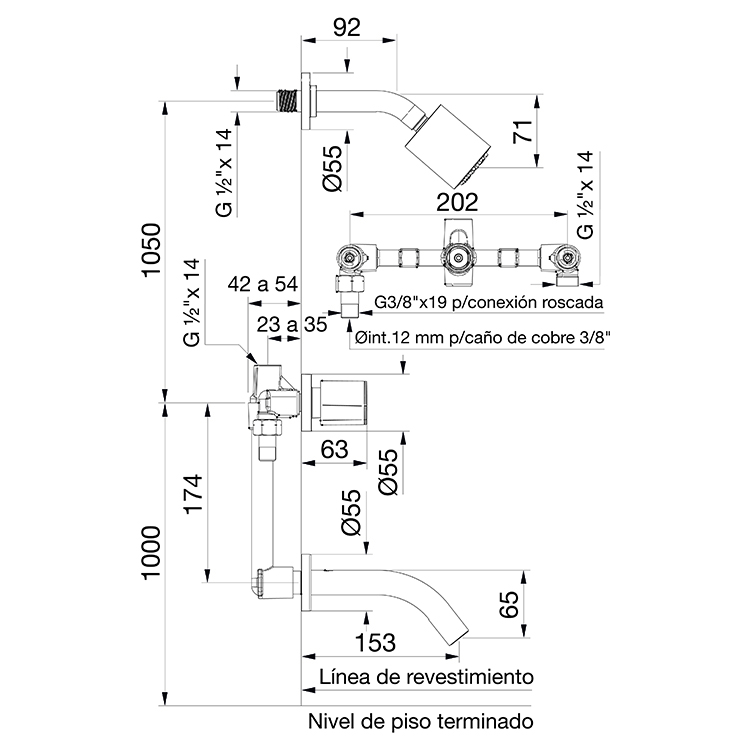 92
G ½"x 14
Ø55
71
202
G ½"x 14
1050
G ½"x 14
42 a 54
23 a 35
G3/8"x19 p/conexión roscada
Øint.12 mm p/caño de cobre 3/8"
63
Ø55
174
Ø55
1000
65
153
Línea de revestimiento
Nivel de piso terminado